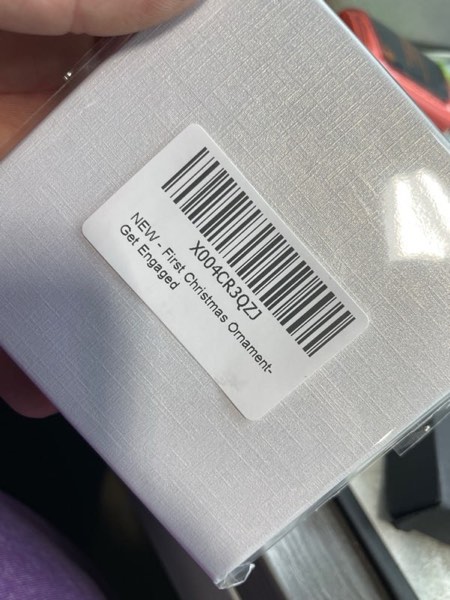 X004CR3QZJ
NEW - First Christmas Ornament-
Get Engaged